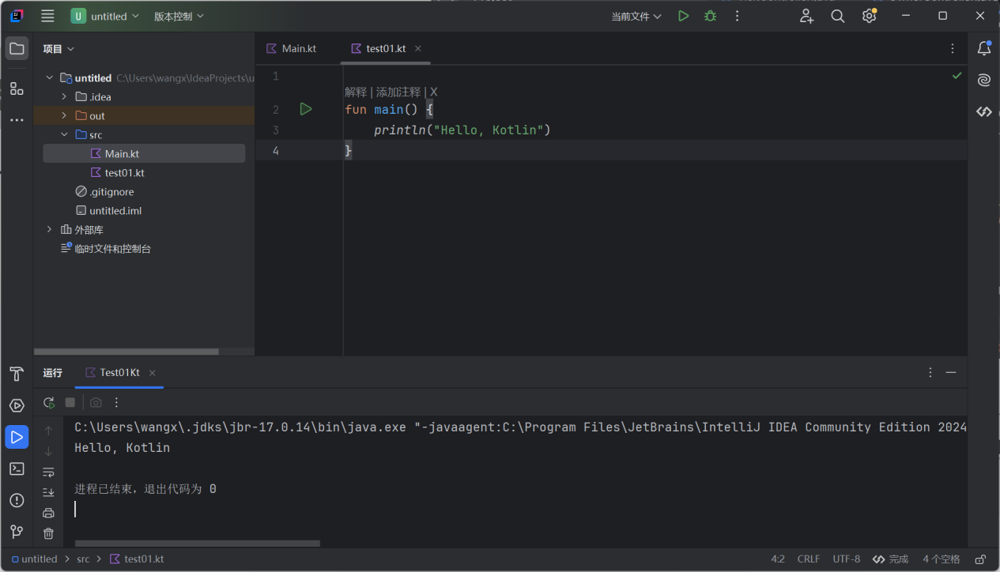 U untitled 版本控制 当前文件
项目
Main.kt test01.kt
untitled C:\Users\wangx\IdeaProjects\u
.idea
out
src
Main.kt
test01.kt
.gitignore
untitled.iml
外部库
临时文件和控制台
1
解释 | 添加注释 | X
2 fun main() {
3 println("Hello, Kotlin")
4 }
运行 Test01Kt
C:\Users\wangx\.jdks\jbr-17.0.14\bin\java.exe "-javaagent:C:\Program Files\JetBrains\IntelliJ IDEA Community Edition 2024
Hello, Kotlin
进程已结束，退出代码为 0
untitled > src > test01.kt 4:2 CRLF UTF-8 完成 4 个空格